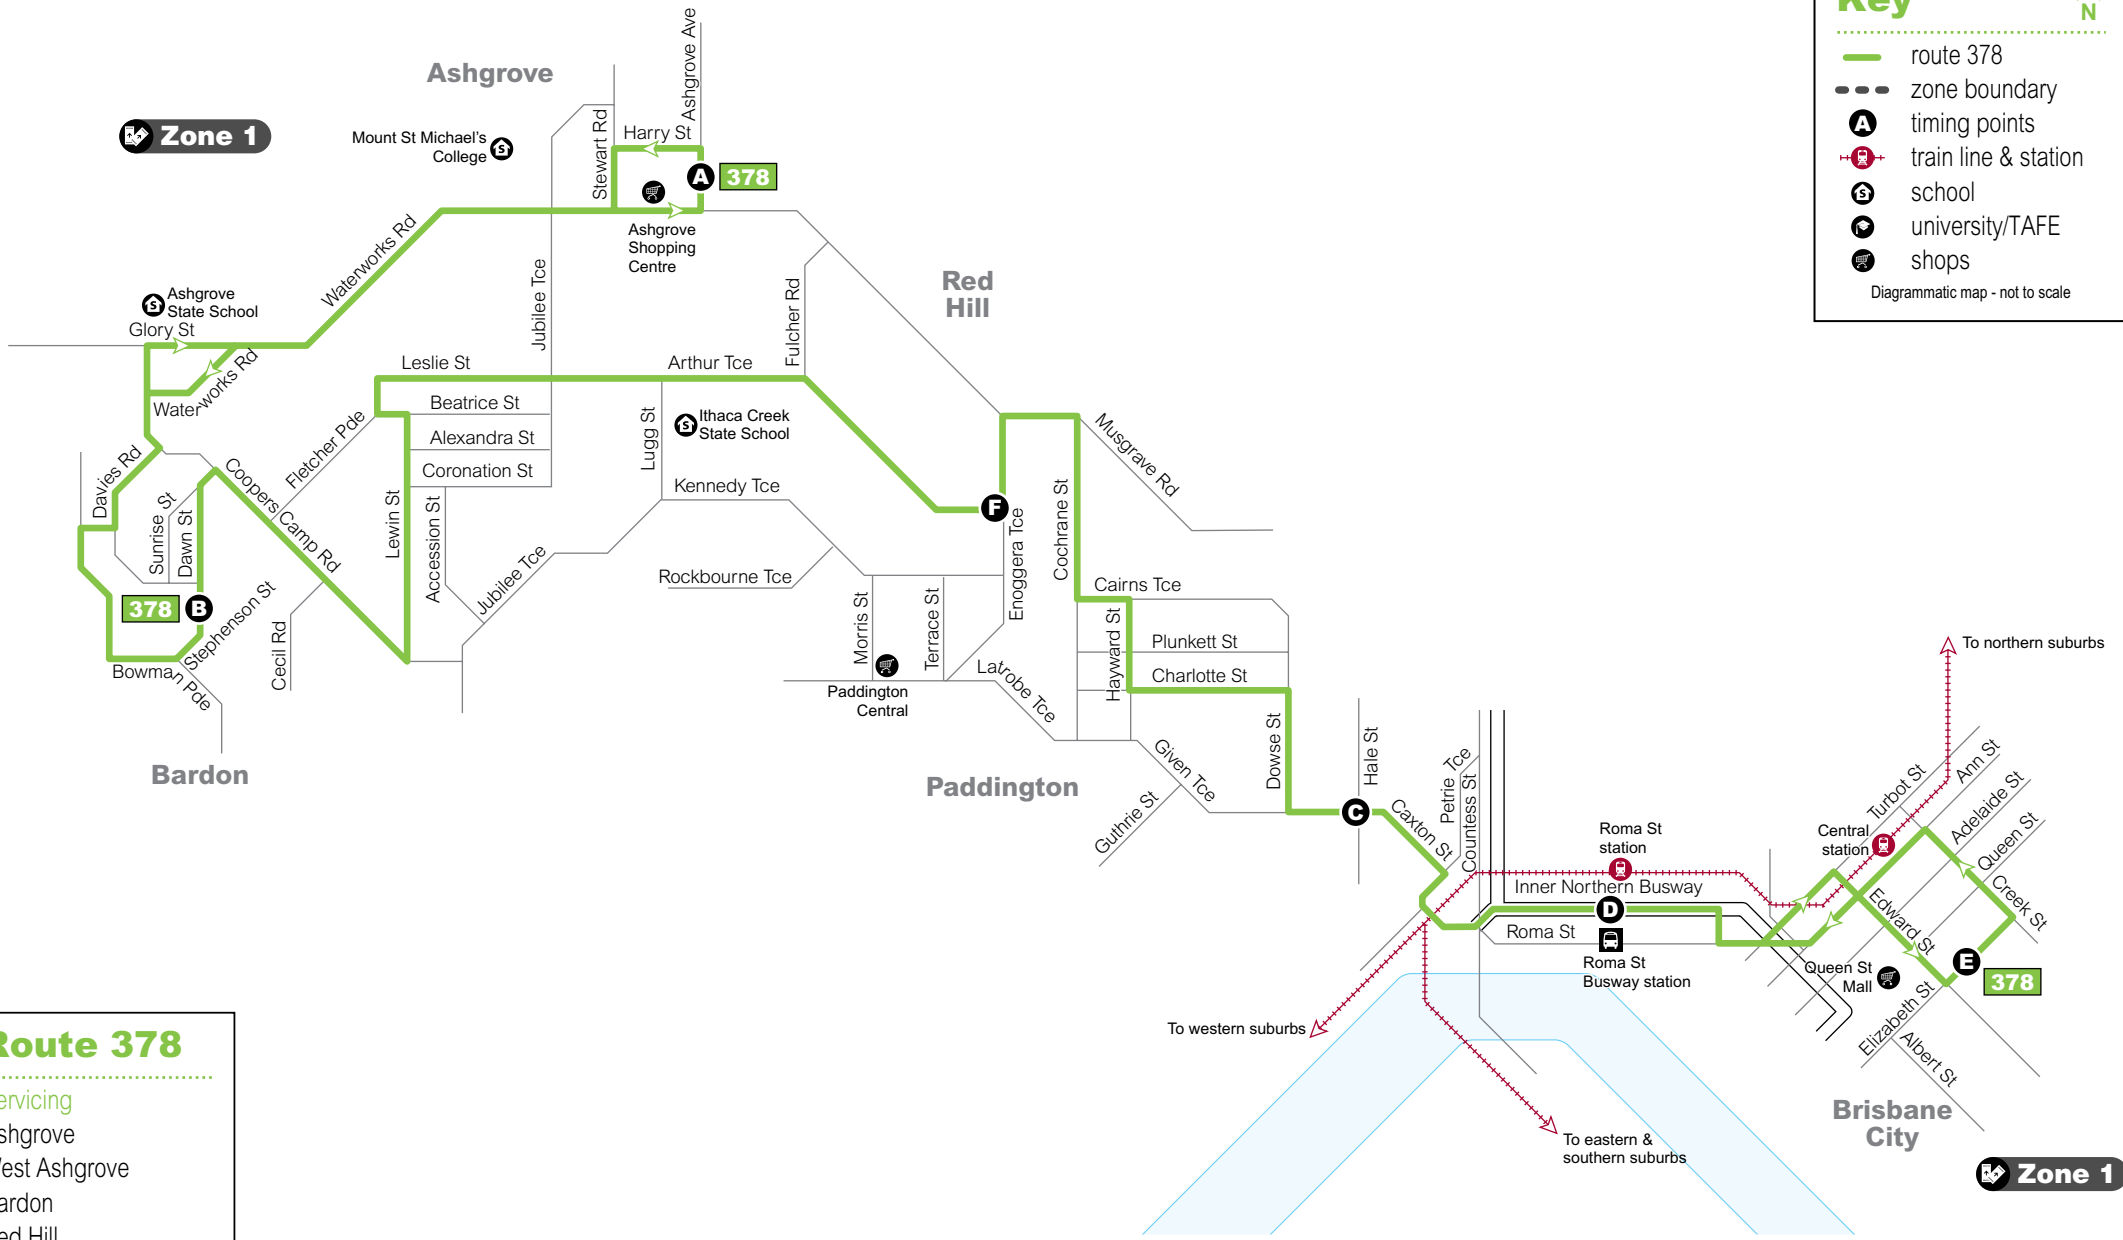 Key
N
route 378
zone boundary
A
timing points
train line & station
school
university/TAFE
shops
Diagrammatic map - not to scale
Ashgrove
Zone 1
Mount St Michael's
College
Stewart Rd
Harry St
Ashgrove Ave
A
378
Ashgrove
Shopping
Centre
Waterworks Rd
Jubilee Tce
Ashgrove
State School
Glory St
Waterworks Rd
Red
Hill
Fulcher Rd
Leslie St
Arthur Tce
Beatrice St
Alexandra St
Coronation St
Fletcher Pde
Lugg St
Ithaca Creek
State School
Kennedy Tce
Musgrave Rd
Davies Rd
Coopers Camp Rd
Sunrise St
Dawn St
Lewin St
Accession St
Jubilee Tce
F
Enoggera Tce
Cochrane St
Rockbourne Tce
Cairns Tce
378
B
Stephenson St
Cecil Rd
Bowman Pde
Morris St
Terrace St
Hayward St
Plunkett St
Charlotte St
Paddington
Central
Latrobe Tce
Bardon
Paddington
Given Tce
Guthrie St
Dowse St
Hale St
C
Caxton St
Petrie Tce
Countess St
Roma St
station
Inner Northern Busway
D
Roma St
Roma St
Busway station
To northern suburbs
Turbot St
Ann St
Adelaide St
Queen St
Central
station
Creek St
Edward St
Queen St
Mall
E
378
Elizabeth St
Albert St
To western suburbs
To eastern &
southern suburbs
Brisbane
City
Zone 1
Route 378
ervicing
shgrove
est Ashgrove
ardon
ed Hill